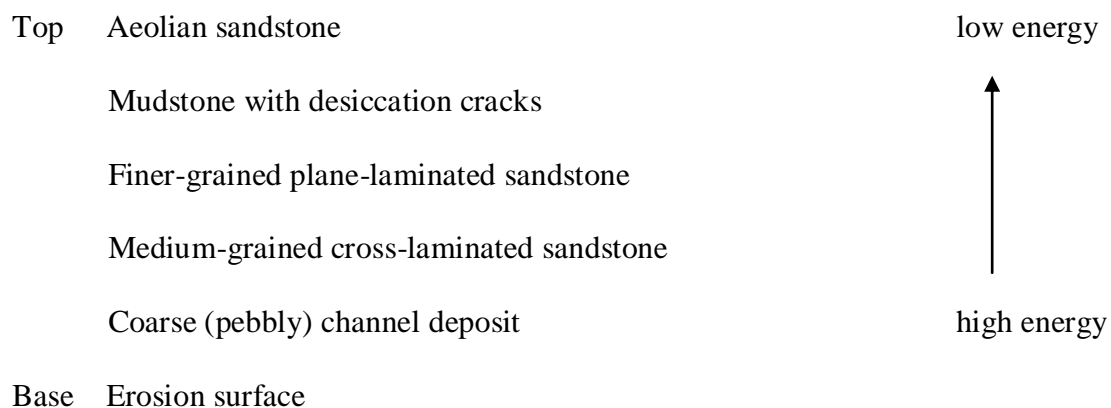 Top Aeolian sandstone low energy
Mudstone with desiccation cracks
Finer-grained plane-laminated sandstone
Medium-grained cross-laminated sandstone
Coarse (pebbly) channel deposit high energy
Base Erosion surface